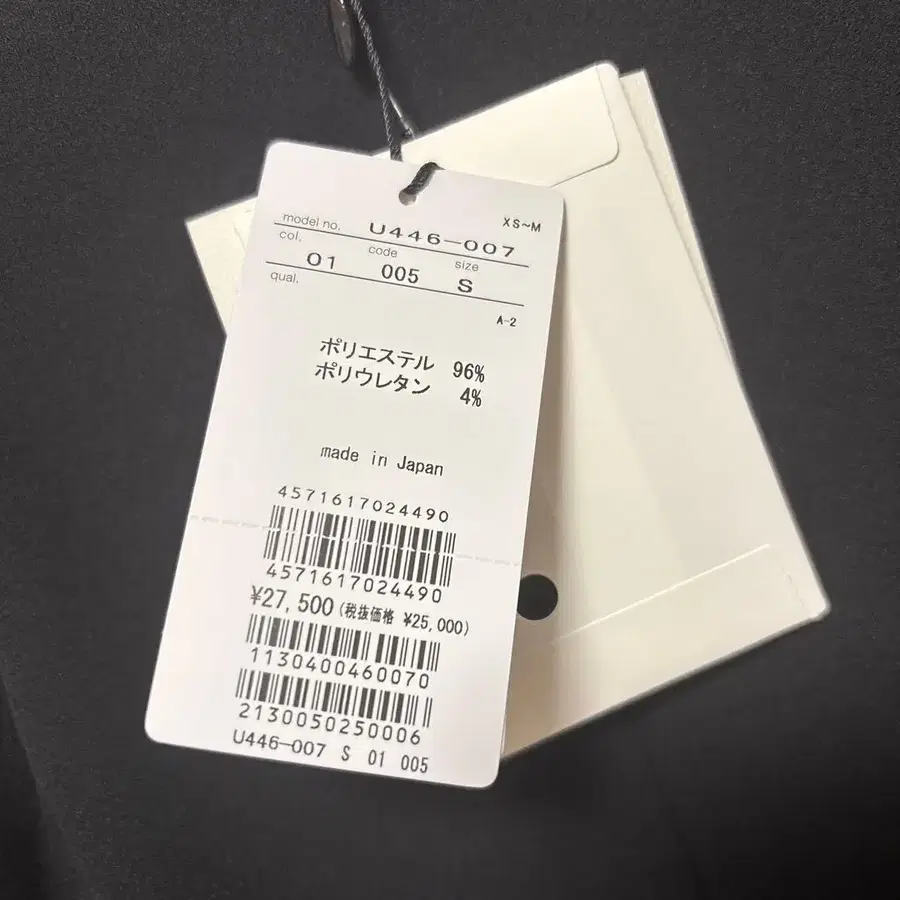 XS~M
model no. U446-007
col. code size
01 005 S
qual.
A-2
ポリエステル 96%
ポリウレタン 4%
made in Japan
4571617024490
4571617024490
¥27,500(税抜価格 ¥25,000)
1130400460070
2130050250006
U446-007 S 01 005